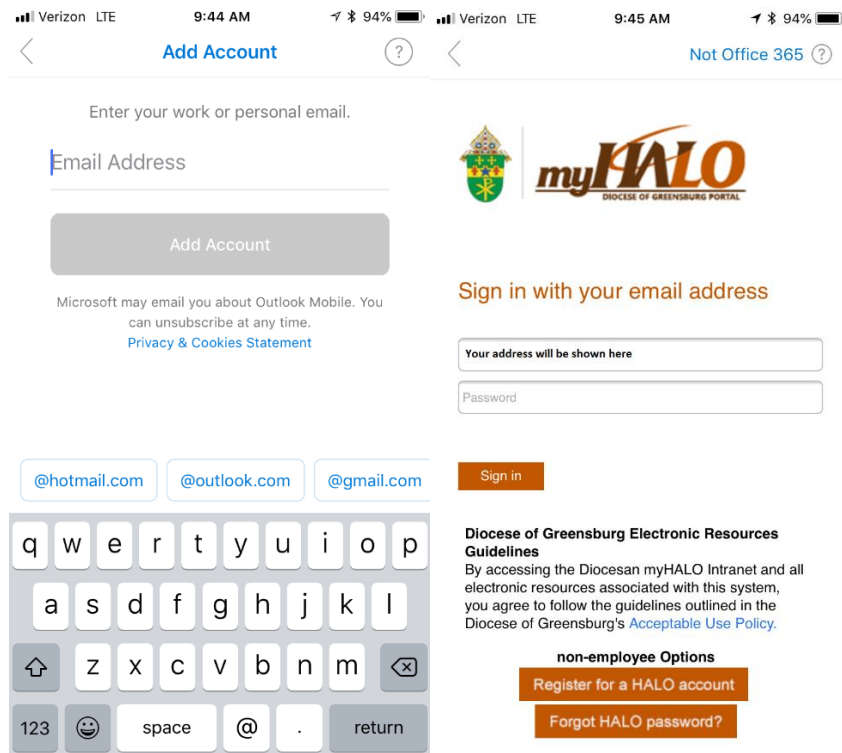 Verizon LTE 9:44 AM 94%
Add Account ?
Enter your work or personal email.
Email Address
Add Account
Microsoft may email you about Outlook Mobile. You
can unsubscribe at any time.
Privacy & Cookies Statement
@hotmail.com @outlook.com @gmail.com
q w e r t y u i o p
a s d f g h j k l
z x c v b n m
123 space @ . return
Verizon LTE 9:45 AM 94%
Not Office 365 ?
myHALO
DIOCESE OF GREENSBURG PORTAL
Sign in with your email address
Your address will be shown here
Password
Sign in
Diocese of Greensburg Electronic Resources
Guidelines
By accessing the Diocesan myHALO Intranet and all
electronic resources associated with this system,
you agree to follow the guidelines outlined in the
Diocese of Greensburg's Acceptable Use Policy.
non-employee Options
Register for a HALO account
Forgot HALO password?